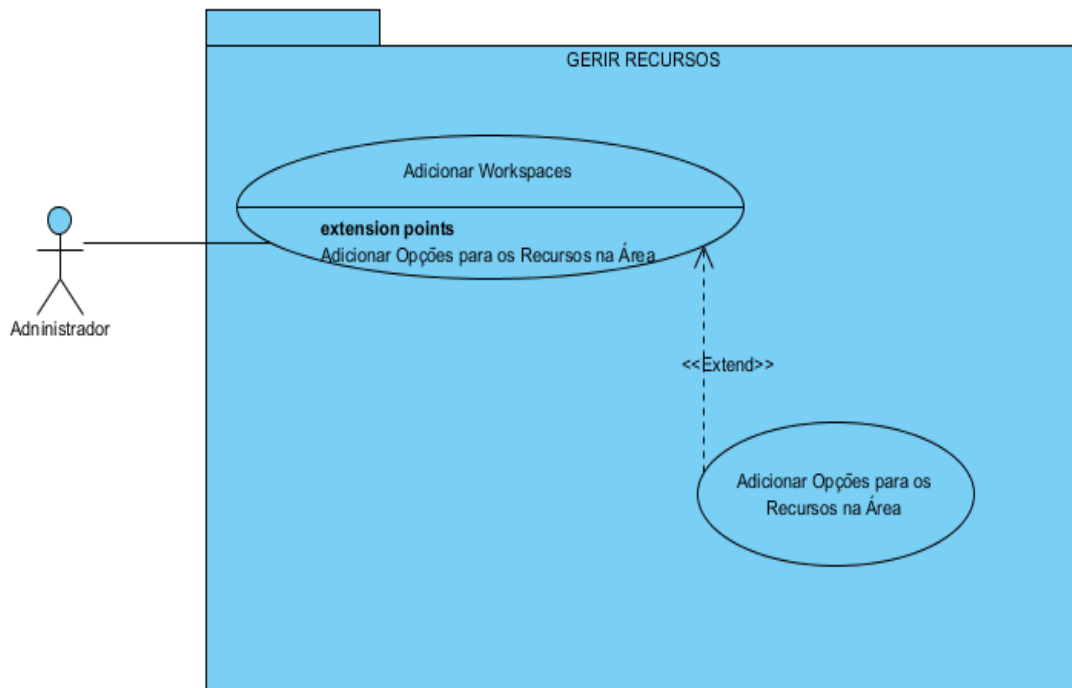 GERIR RECURSOS
Adicionar Workspaces
extension points
Adicionar Opções para os Recursos na Área
Adninistrador
<<Extend>>
Adicionar Opções para os
Recursos na Área